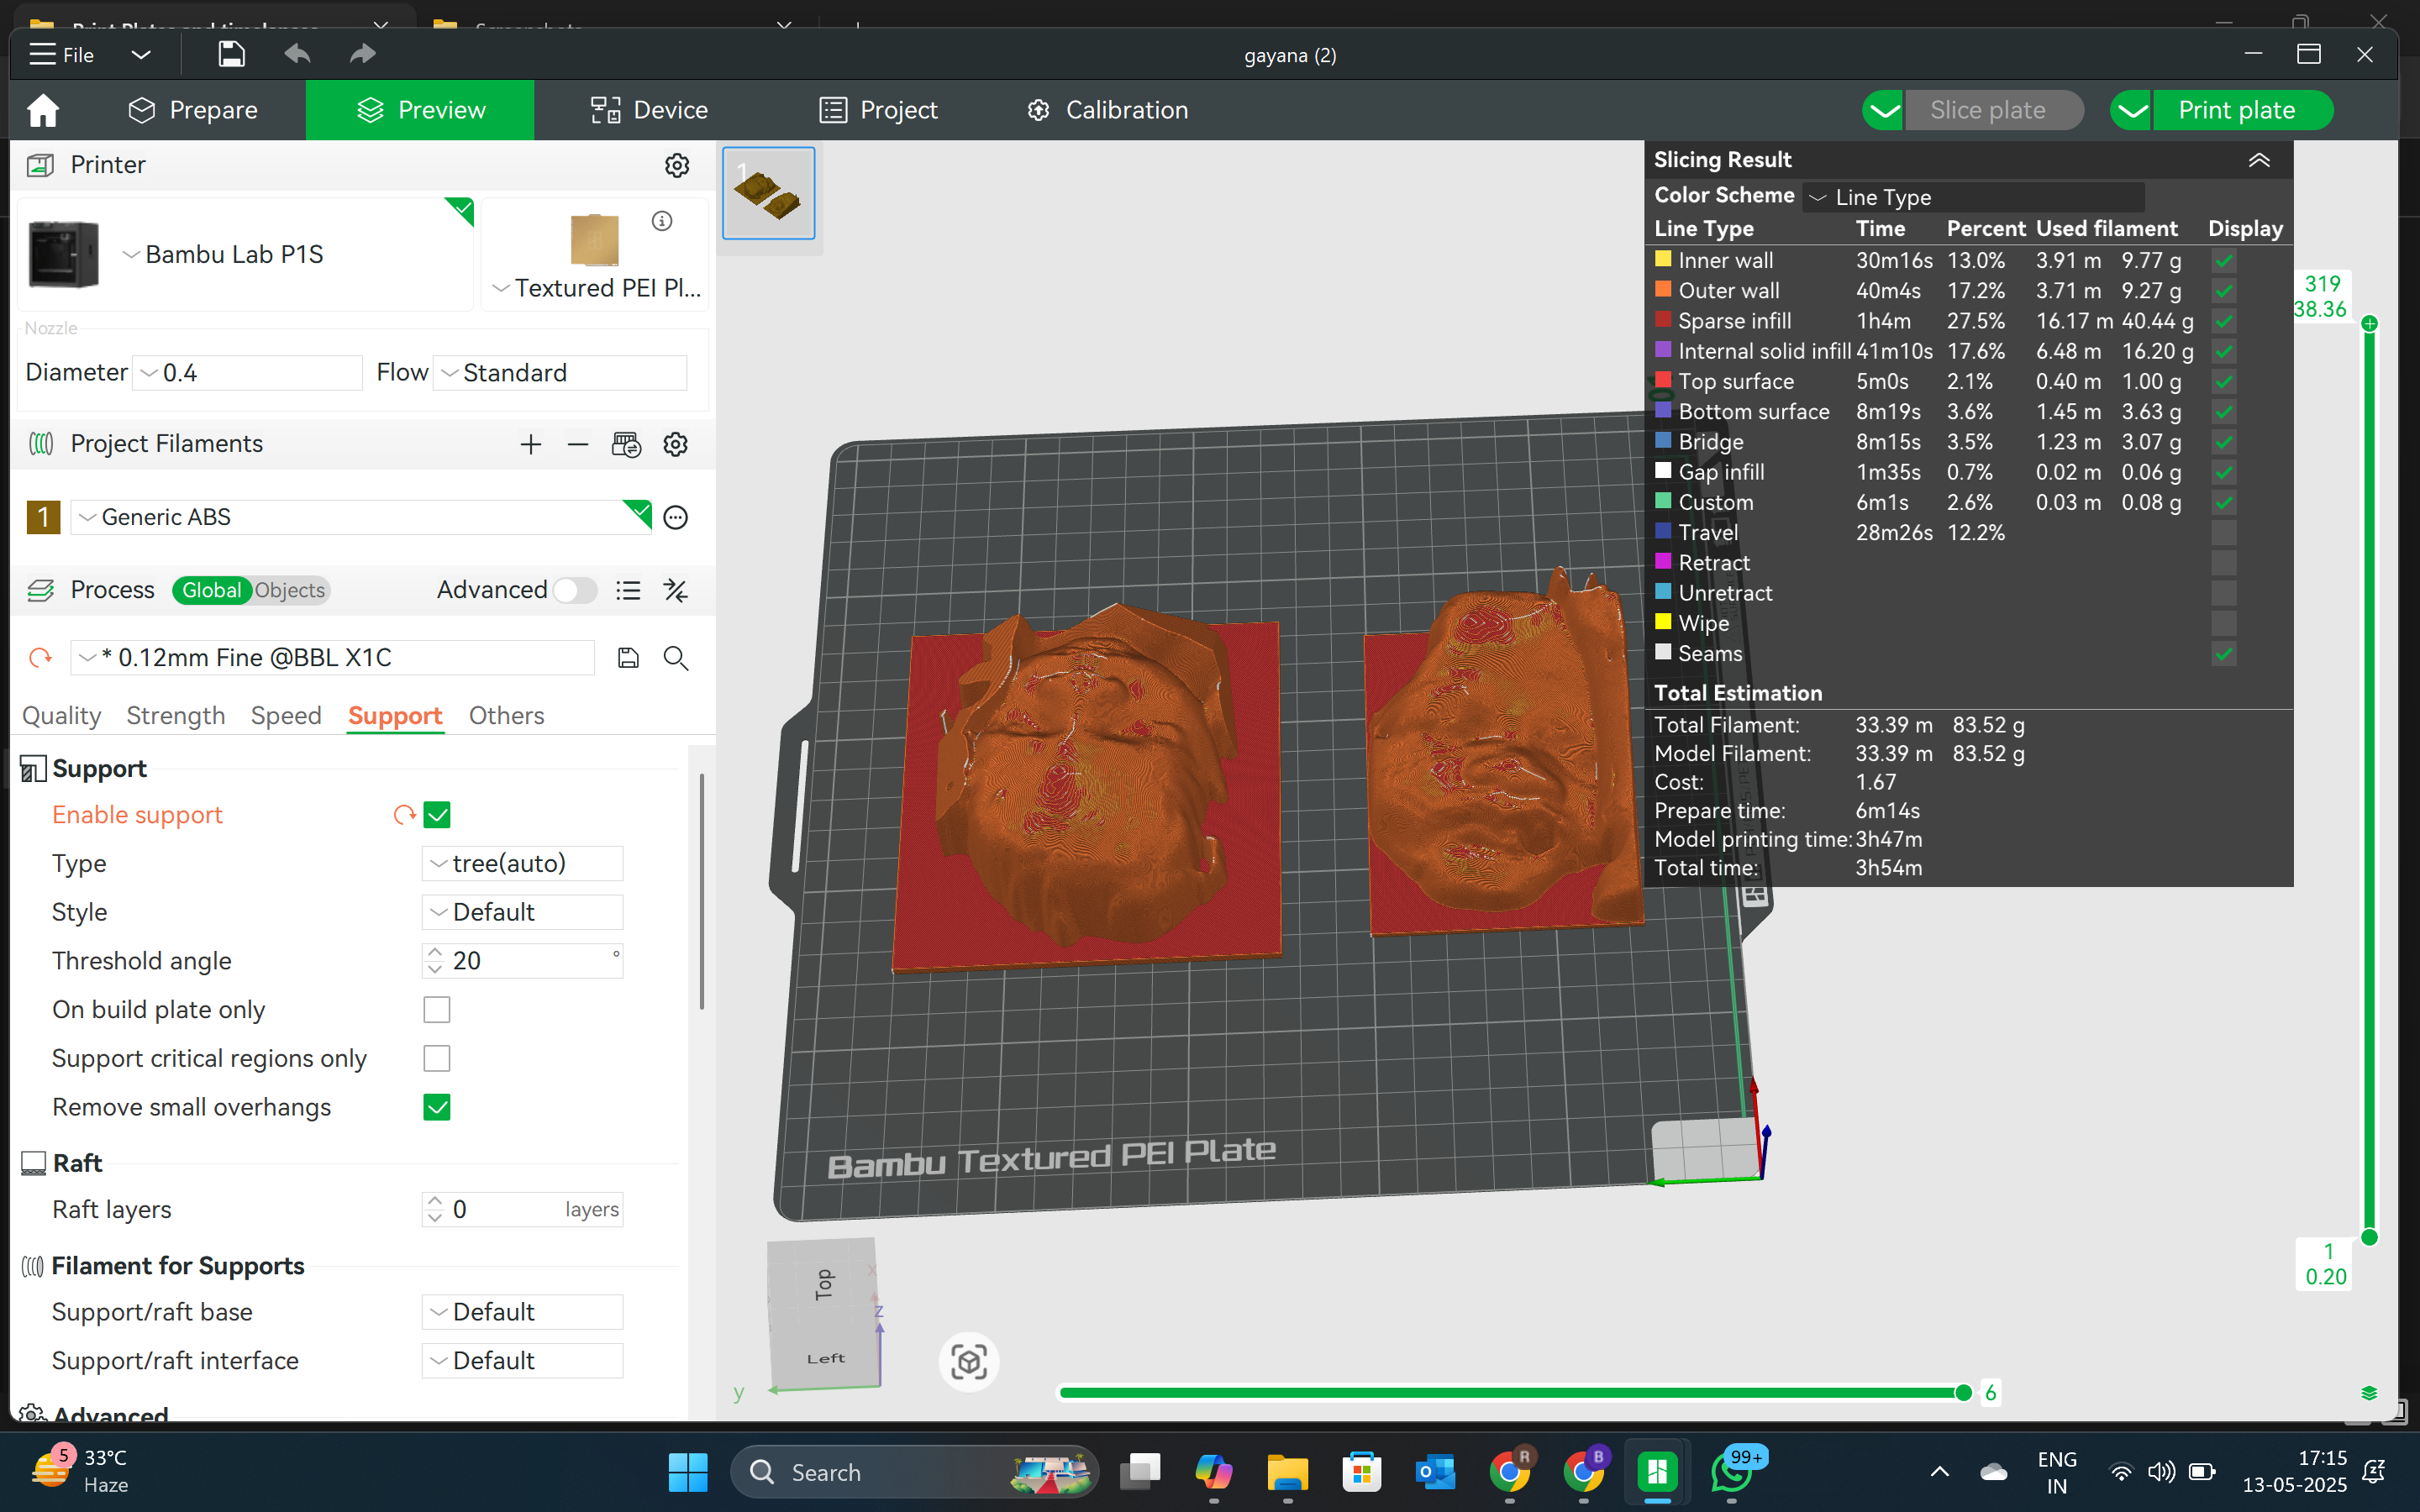 File
gayana (2)
Prepare
Preview
Device
Project
Calibration
Slice plate
Print plate
Printer
Bambu Lab P1S
Textured PEI Pl...
Nozzle
Diameter 0.4 Flow Standard
Project Filaments
1 Generic ABS
Process Global Objects Advanced
* 0.12mm Fine @BBL X1C
Quality Strength Speed Support Others
Support
Enable support
Type tree(auto)
Style Default
Threshold angle 20 °
On build plate only
Support critical regions only
Remove small overhangs
Raft
Raft layers 0 layers
Filament for Supports
Support/raft base Default
Support/raft interface Default
Advanced
1
Slicing Result
Color Scheme Line Type
Line Type Time Percent Used filament Display
Inner wall 30m16s 13.0% 3.91 m 9.77 g
Outer wall 40m4s 17.2% 3.71 m 9.27 g
Sparse infill 1h4m 27.5% 16.17 m 40.44 g
Internal solid infill 41m10s 17.6% 6.48 m 16.20 g
Top surface 5m0s 2.1% 0.40 m 1.00 g
Bottom surface 8m19s 3.6% 1.45 m 3.63 g
Bridge 8m15s 3.5% 1.23 m 3.07 g
Gap infill 1m35s 0.7% 0.02 m 0.06 g
Custom 6m1s 2.6% 0.03 m 0.08 g
Travel 28m26s 12.2%
Retract
Unretract
Wipe
Seams
Total Estimation
Total Filament: 33.39 m 83.52 g
Model Filament: 33.39 m 83.52 g
Cost: 1.67
Prepare time: 6m14s
Model printing time: 3h47m
Total time: 3h54m
319
38.36
1
0.20
Bambu Textured PEI Plate
Top
Left
x
z
y
6
5
33°C
Haze
Search
R
B
99+
ENG
IN
17:15
13-05-2025